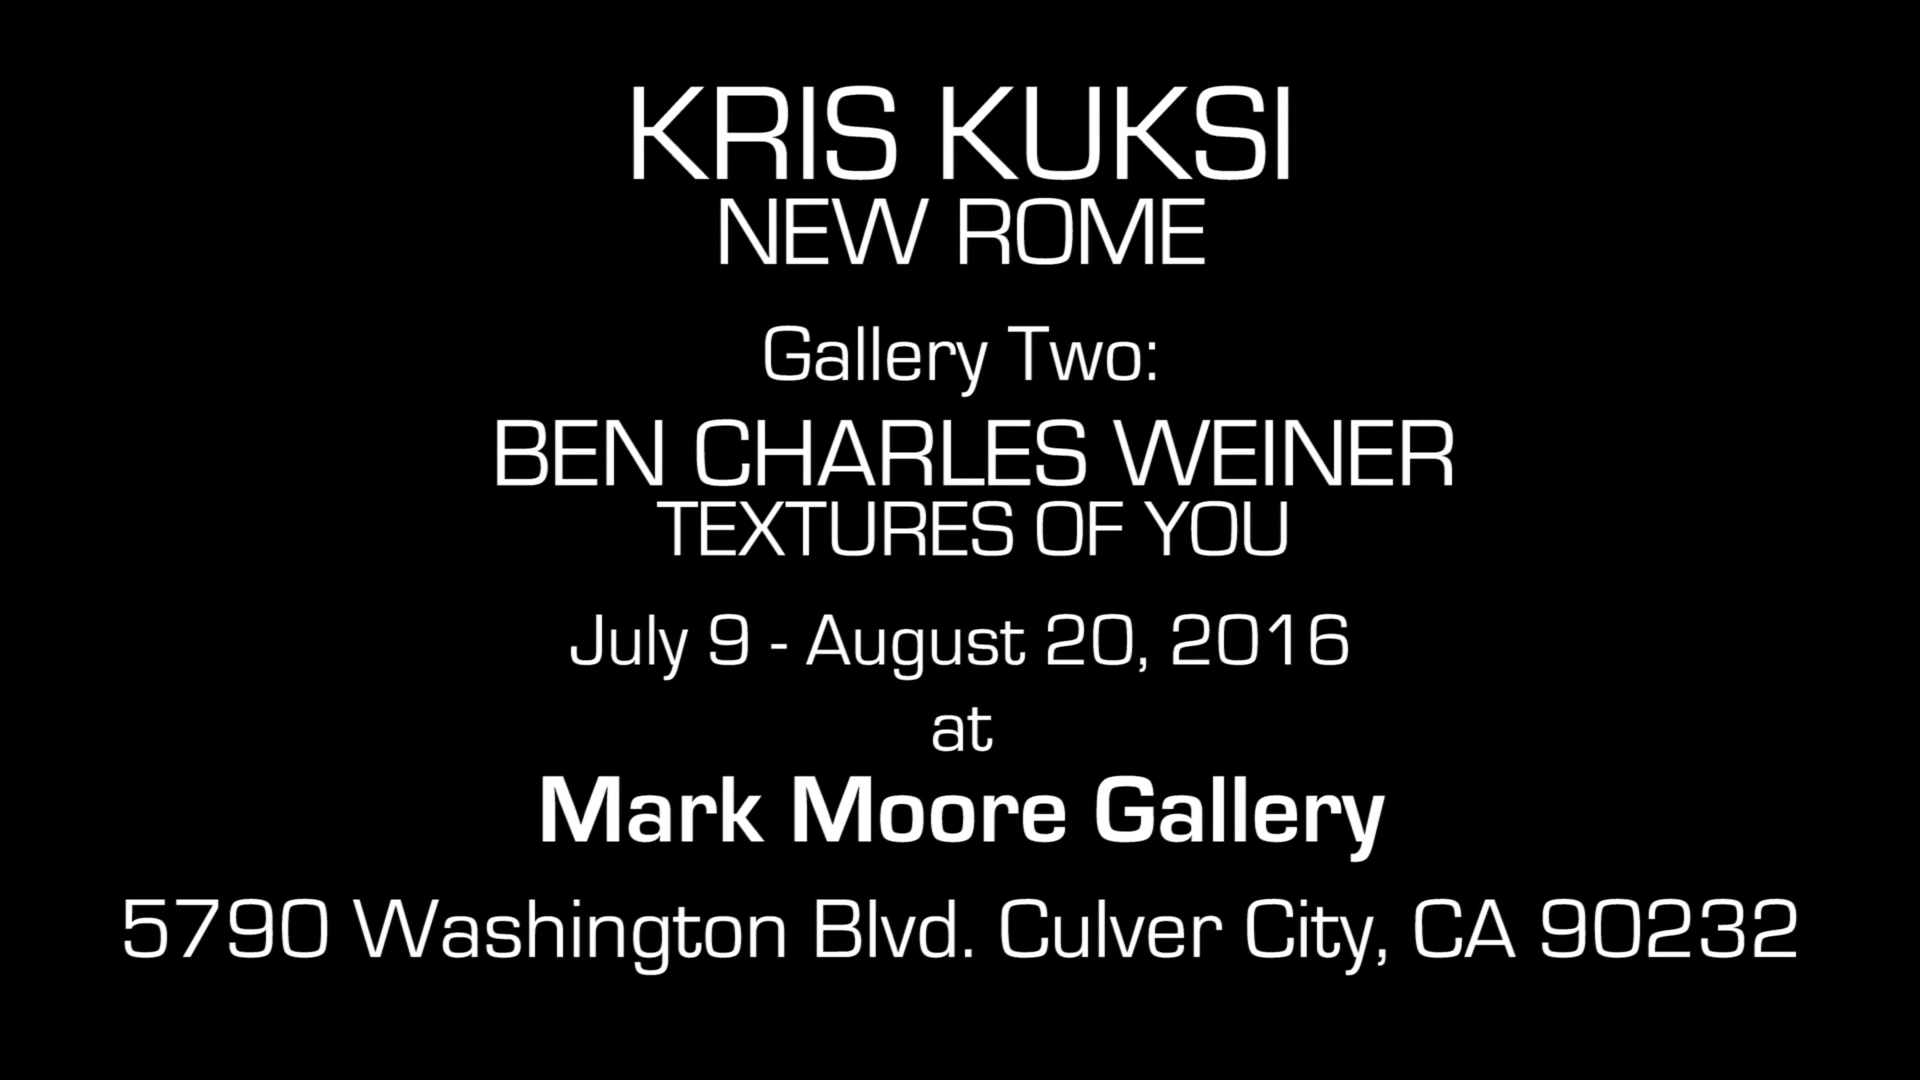 KRIS KUKSI
NEW ROME
Gallery Two:
BEN CHARLES WEINER
TEXTURES OF YOU
July 9 - August 20, 2016
at
Mark Moore Gallery
5790 Washington Blvd. Culver City, CA 90232